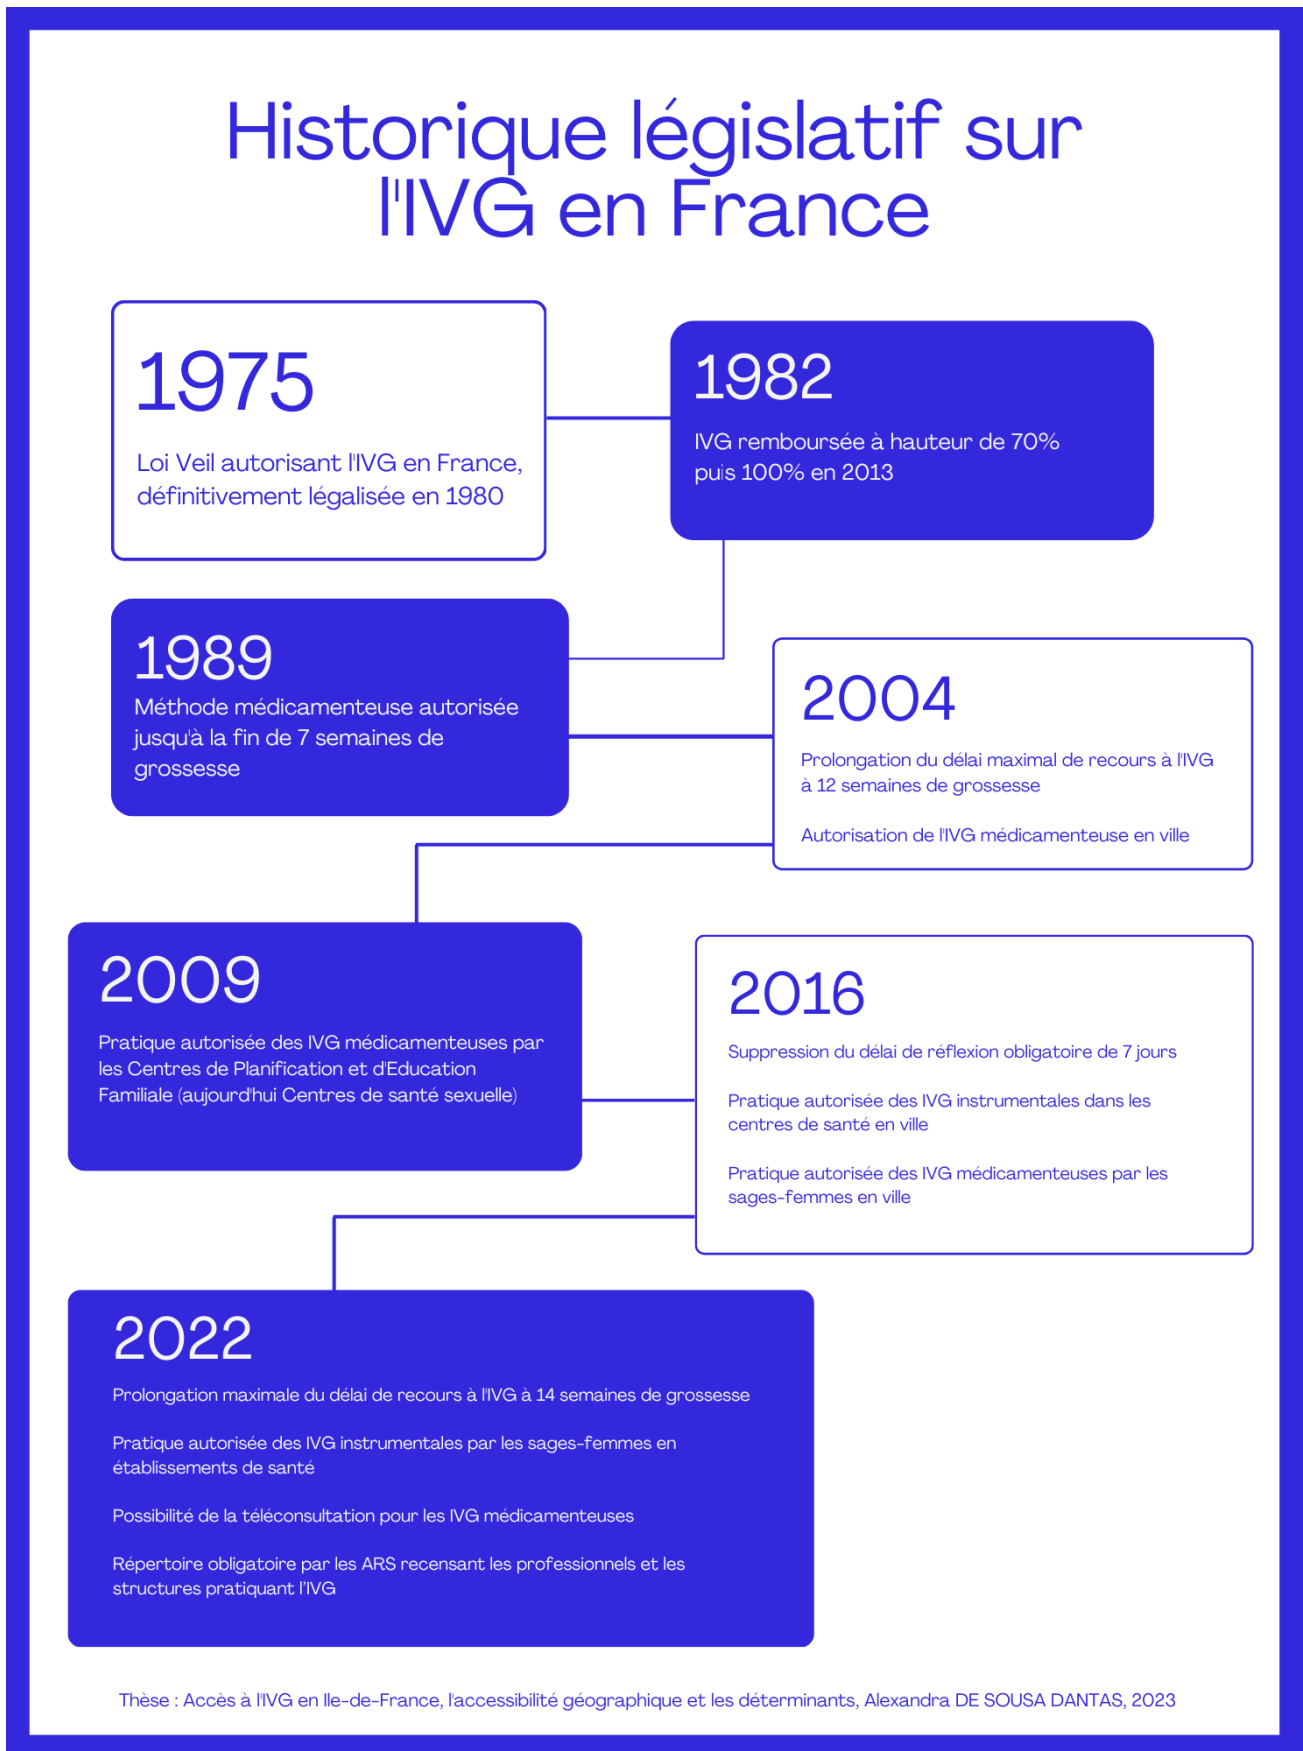 Historique législatif sur
l'IVG en France
1975
Loi Veil autorisant l'IVG en France,
définitivement légalisée en 1980
1982
IVG remboursée à hauteur de 70%
puis 100% en 2013
1989
Méthode médicamenteuse autorisée
jusqu'à la fin de 7 semaines de
grossesse
2004
Prolongation du délai maximal de recours à l'IVG
à 12 semaines de grossesse
Autorisation de l'IVG médicamenteuse en ville
2009
Pratique autorisée des IVG médicamenteuses par
les Centres de Planification et d'Education
Familiale (aujourd'hui Centres de santé sexuelle)
2016
Suppression du délai de réflexion obligatoire de 7 jours
Pratique autorisée des IVG instrumentales dans les
centres de santé en ville
Pratique autorisée des IVG médicamenteuses par les
sages-femmes en ville
2022
Prolongation maximale du délai de recours à l'IVG à 14 semaines de grossesse
Pratique autorisée des IVG instrumentales par les sages-femmes en
établissements de santé
Possibilité de la téléconsultation pour les IVG médicamenteuses
Répertoire obligatoire par les ARS recensant les professionnels et les
structures pratiquant l’IVG
Thèse : Accès à l'IVG en Ile-de-France, l'accessibilité géographique et les déterminants, Alexandra DE SOUSA DANTAS, 2023